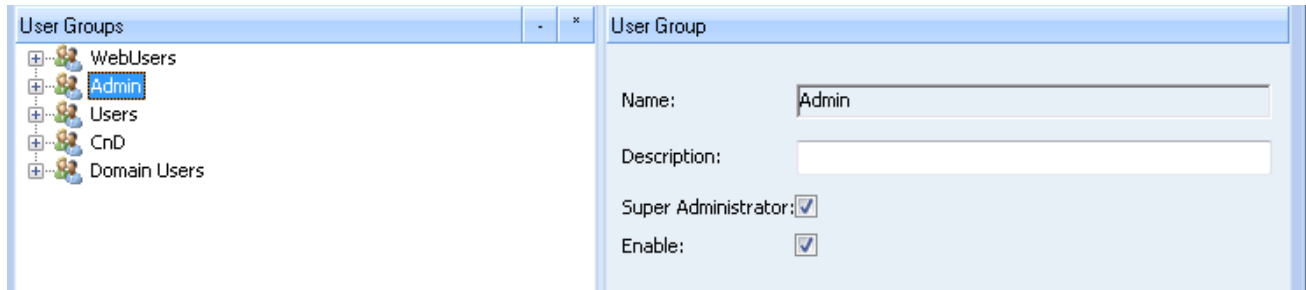 User Groups
WebUsers
Admin
Users
CnD
Domain Users
User Group
Name: Admin
Description:
Super Administrator:
Enable: